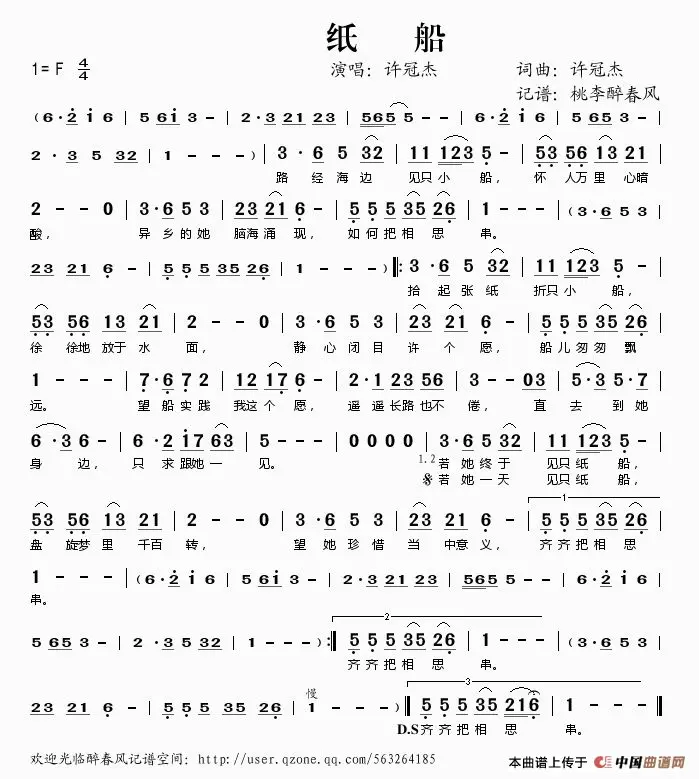 纸 船
1= F 4/4 演唱：许冠杰 词曲：许冠杰
记谱：桃李醉春风
(6·2 i 6 | 5 6i 3 - | 2·3 21 23 | 1565 5 - - | 6·2 i 6 | 5 6i 3 -
2 · 3 5 32 | 1 - - -) | 3 · 6 5 32 | 11 123 5 - | 53 56 13 21 |
路 经 海 边 见只 小 船， 怀 人万 里 心暗
2 - - 0 | 3·6 5 3 | 23 21 6 - | 5 5 5 35 26 | 1 - - - | (3·6 5 3
酸， 异 乡 的 她 脑海 涌 现， 如 何 把 相 思 串。
23 21 6 - | 5 5 5 35 26 | 1 - - -) ‖: 3 · 6 5 32 | 11 123 5 -
拾 起 张 纸 折只 小 船，
53 56 13 21 | 2 - - 0 | 3·6 5 3 | 23 21 6 - | 5 5 5 35 26
徐 徐地 放于 水 面， 静 心 闭 目 许 个 愿， 船 儿 匆 匆 飘
1 - - - | 7·6 7 2 | 17 12 17 6 - | 2·1 23 56 | 3 - - 03 | 5·3 5·7
远。 望 船 实 践 我这 个 愿， 遥 遥 长路 也不 倦， 直 去 到 她
6 ·3 6 - | 6 ·2 i7 63 | 5 - - - | 0 0 0 0 | 3·6 5 32 | 11 123 5 -
身 边， 只 求 跟她 一 见。 1.2 若 她 终 于 见只 纸 船，
𝄋若 她 一 天 见只 纸 船，
53 56 13 21 | 2 - - 0 | 3 ·6 5 3 | 23 21 6 - | 1 5 5 5 35 26
盘 旋梦 里 千百 转， 望 她 珍 惜 当 中意 义， 齐 齐 把 相 思
1 - - - | (6·2 i 6 | 5 6i 3 - | 2·3 21 23 | 565 5 - - | 6·2 i 6
串。
5 65 3 - | 2 · 3 5 32 | 1 - - -) :‖ 2 5 5 5 35 26 | 1 - - - | (3·6 5 3
齐 齐 把 相 思 串。
23 21 6 - | 5 5 5 35 26 | 慢 1 - - -) ‖ 3 5 5 5 35 216 | 1 - - - ‖
D.S 齐 齐 把 相 思 串。
欢迎光临醉春风记谱空间：http://user.qzone.qq.com/563264185 本曲谱上传于 中国曲谱网